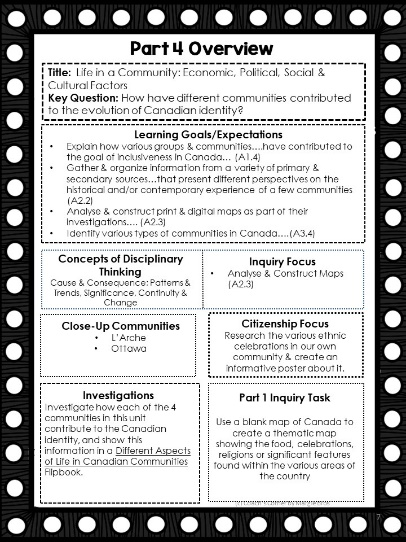 Part 4 Overview
Title: Life in a Community: Economic, Political, Social &
Cultural Factors
Key Question: How have different communities contributed
to the evolution of Canadian identity?
Learning Goals/Expectations
• Explain how various groups & communities....have contributed to
the goal of inclusiveness in Canada... (A1.4)
• Gather & organize information from a variety of primary &
secondary sources...that present different perspectives on the
historical and/or contemporary experience of a few communities
(A2.2)
• Analyse & construct print & digital maps as part of their
investigations.... (A2.3)
• Identify various types of communities in Canada....(A3.4)
Concepts of Disciplinary
Thinking
Cause & Consequence; Patterns &
Trends, Significance, Continuity &
Change
Inquiry Focus
• Analyse & Construct Maps
(A2.3)
Close-Up Communities
• L'Arche
• Ottawa
Citizenship Focus
Research the various ethnic
celebrations in our own
community & create an
informative poster about it.
Investigations
Investigate how each of the 4
communities in this unit
contribute to the Canadian
identity, and show this
information in a Different Aspects
of Life in Canadian Communities
Flipbook.
Part 1 Inquiry Task
Use a blank map of Canada to
create a thematic map
showing the food, celebrations,
religions or significant features
found within the various areas of
the country